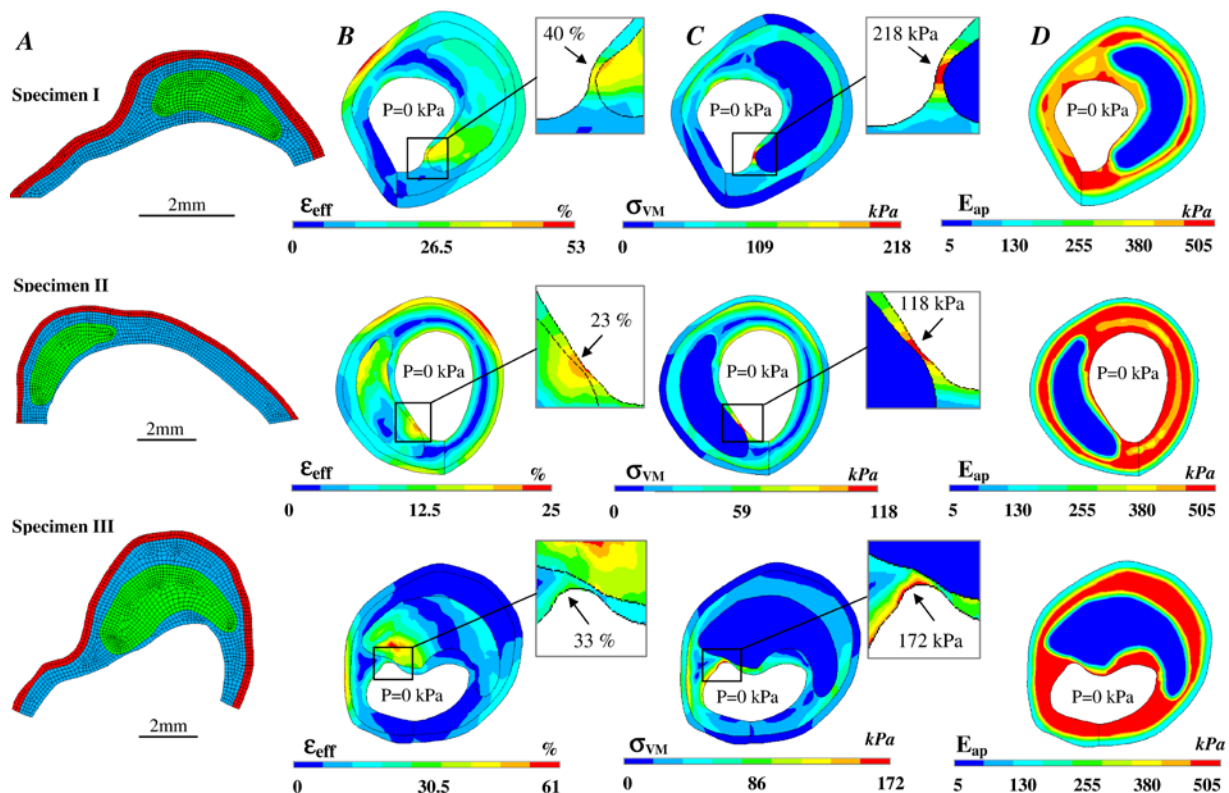 A B C D
40 % 218 kPa
Specimen I
P=0 kPa P=0 kPa P=0 kPa
2mm
εeff % σVM kPa Eap kPa
0 26.5 53 0 109 218 5 130 255 380 505
Specimen II
23 % 118 kPa
P=0 kPa P=0 kPa P=0 kPa
2mm
εeff % σVM kPa Eap kPa
0 12.5 25 0 59 118 5 130 255 380 505
Specimen III
33 % 172 kPa
P=0 kPa P=0 kPa P=0 kPa
2mm
εeff % σVM kPa Eap kPa
0 30.5 61 0 86 172 5 130 255 380 505